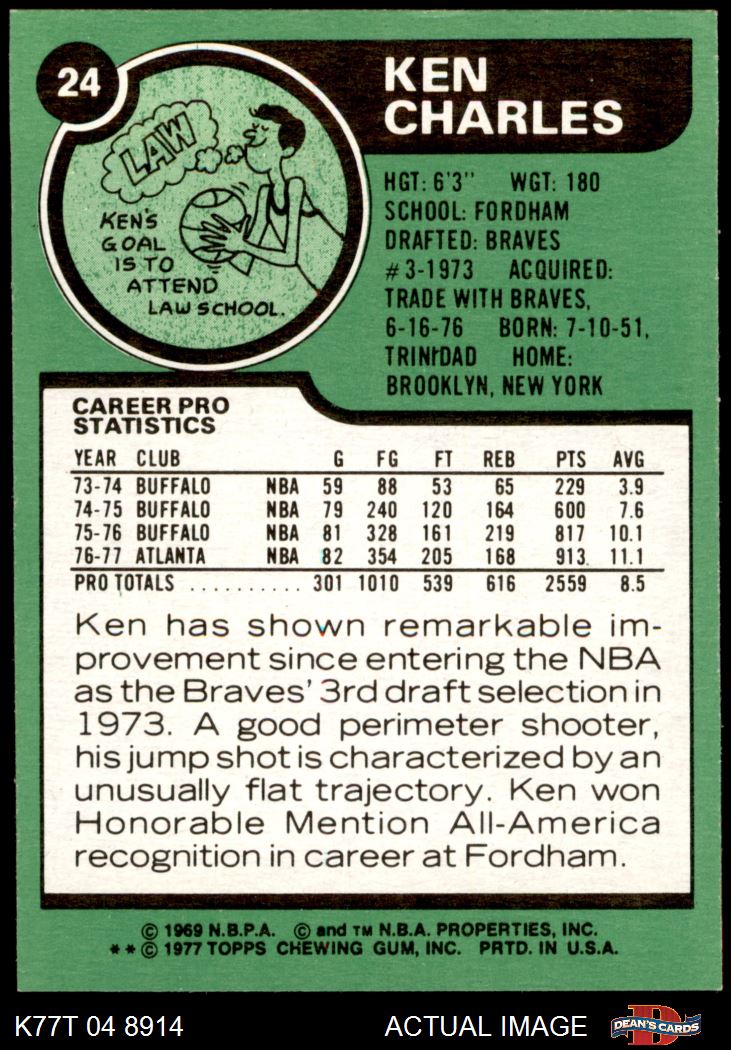 24
KEN
CHARLES
LAW
KEN'S
GOAL
IS TO
ATTEND
LAW SCHOOL.
HGT: 6'3" WGT: 180
SCHOOL: FORDHAM
DRAFTED: BRAVES
#3-1973 ACQUIRED:
TRADE WITH BRAVES,
6-16-76 BORN: 7-10-51,
TRINIDAD HOME:
BROOKLYN, NEW YORK
CAREER PRO
STATISTICS
YEAR CLUB G FG FT REB PTS AVG
73-74 BUFFALO NBA 59 88 53 65 229 3.9
74-75 BUFFALO NBA 79 240 120 164 600 7.6
75-76 BUFFALO NBA 81 328 161 219 817 10.1
76-77 ATLANTA NBA 82 354 205 168 913 11.1
PRO TOTALS .......... 301 1010 539 616 2559 8.5
Ken has shown remarkable im-
provement since entering the NBA
as the Braves' 3rd draft selection in
1973. A good perimeter shooter,
his jump shot is characterized by an
unusually flat trajectory. Ken won
Honorable Mention All-America
recognition in career at Fordham.
© 1969 N.B.P.A. © and TM N.B.A. PROPERTIES, INC.
**© 1977 TOPPS CHEWING GUM, INC. PRTD. IN U.S.A.
K77T 04 8914 ACTUAL IMAGE DEAN'S CARDS